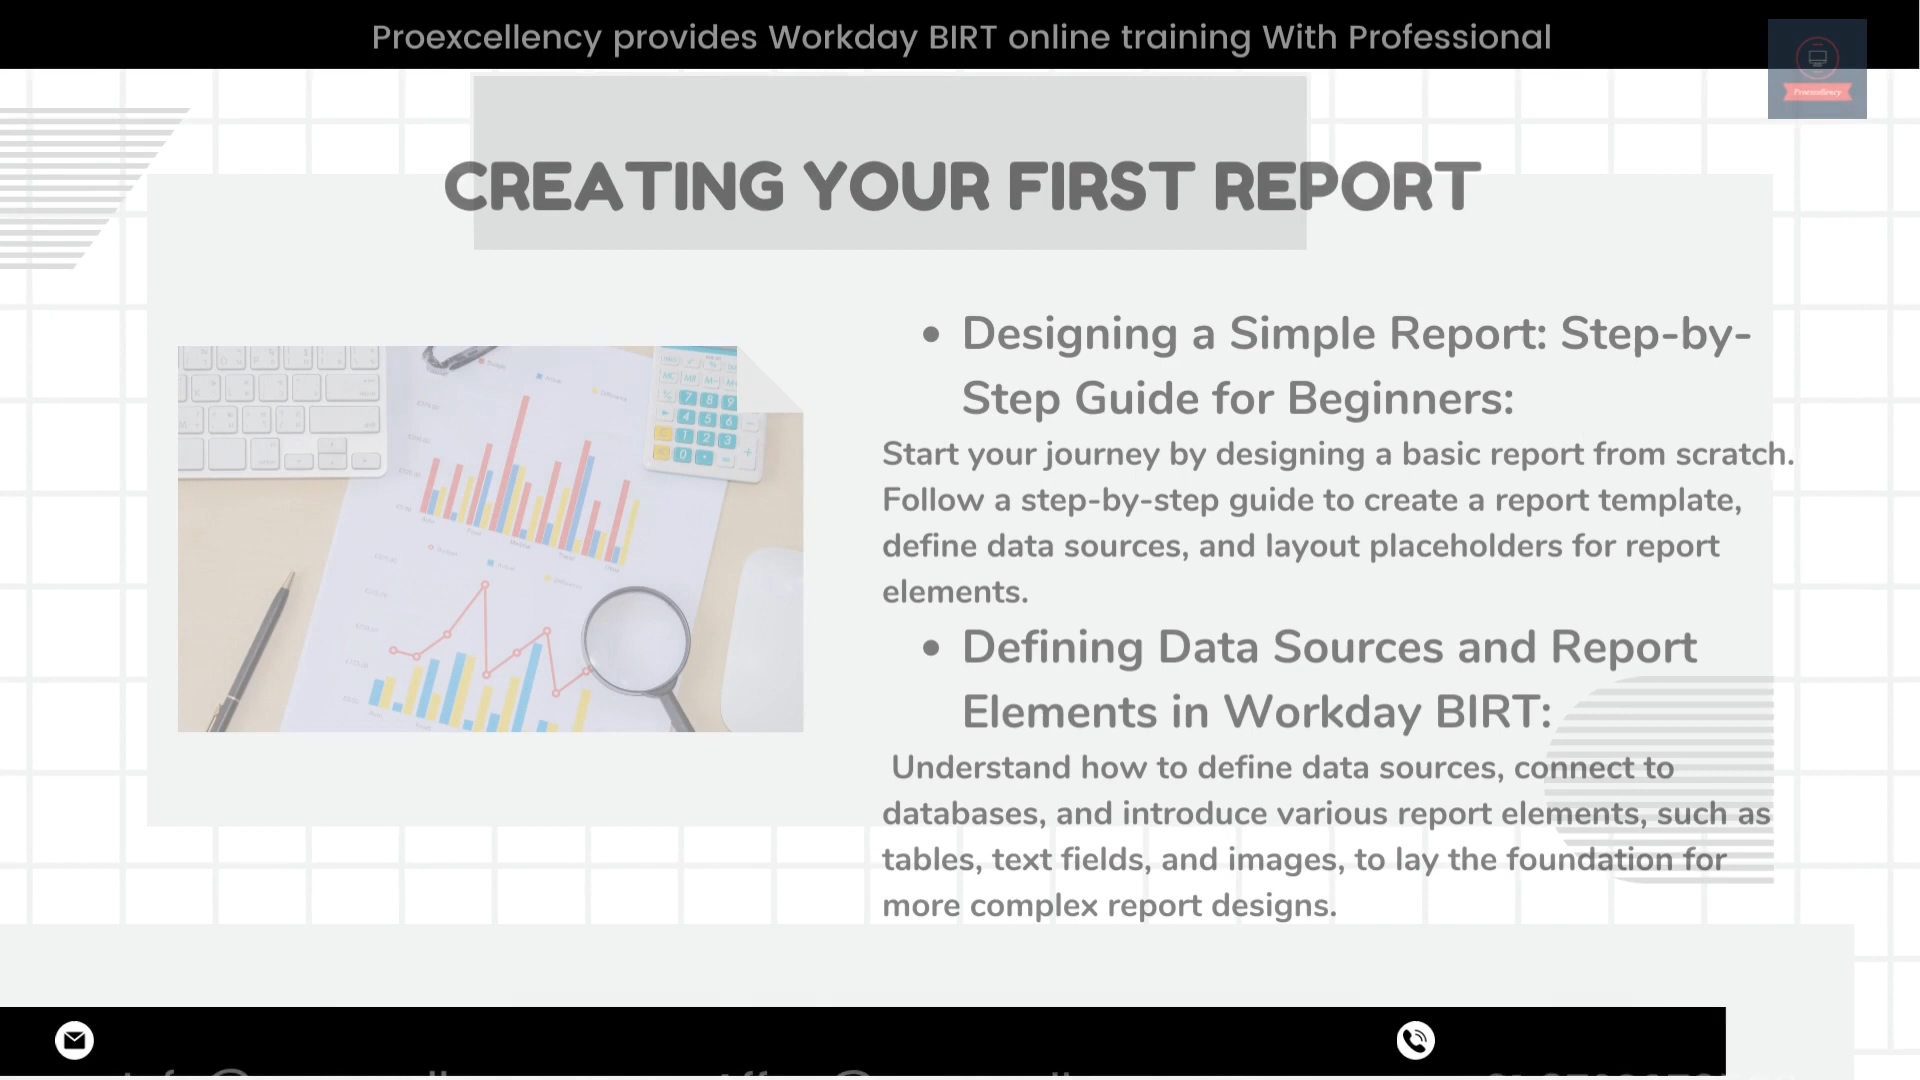 Proexcellency provides Workday BIRT online training With Professional
Proexcellency
CREATING YOUR FIRST REPORT
• Designing a Simple Report: Step-by-
Step Guide for Beginners:
Start your journey by designing a basic report from scratch.
Follow a step-by-step guide to create a report template,
define data sources, and layout placeholders for report
elements.
• Defining Data Sources and Report
Elements in Workday BIRT:
Understand how to define data sources, connect to
databases, and introduce various report elements, such as
tables, text fields, and images, to lay the foundation for
more complex report designs.